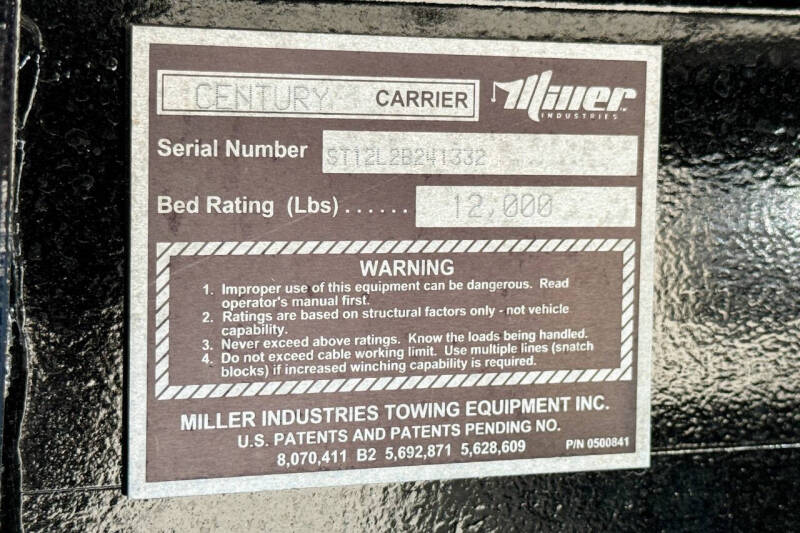 CENTURY CARRIER Miller
INDUSTRIES
Serial Number ST12L2B241332
Bed Rating (Lbs) ...... 12,000
WARNING
1. Improper use of this equipment can be dangerous. Read
operator's manual first.
2. Ratings are based on structural factors only - not vehicle
capability.
3. Never exceed above ratings. Know the loads being handled.
4. Do not exceed cable working limit. Use multiple lines (snatch
blocks) if increased winching capability is required.
MILLER INDUSTRIES TOWING EQUIPMENT INC.
U.S. PATENTS AND PATENTS PENDING NO.
8,070,411 B2 5,692,871 5,628,609 P/N 0500841